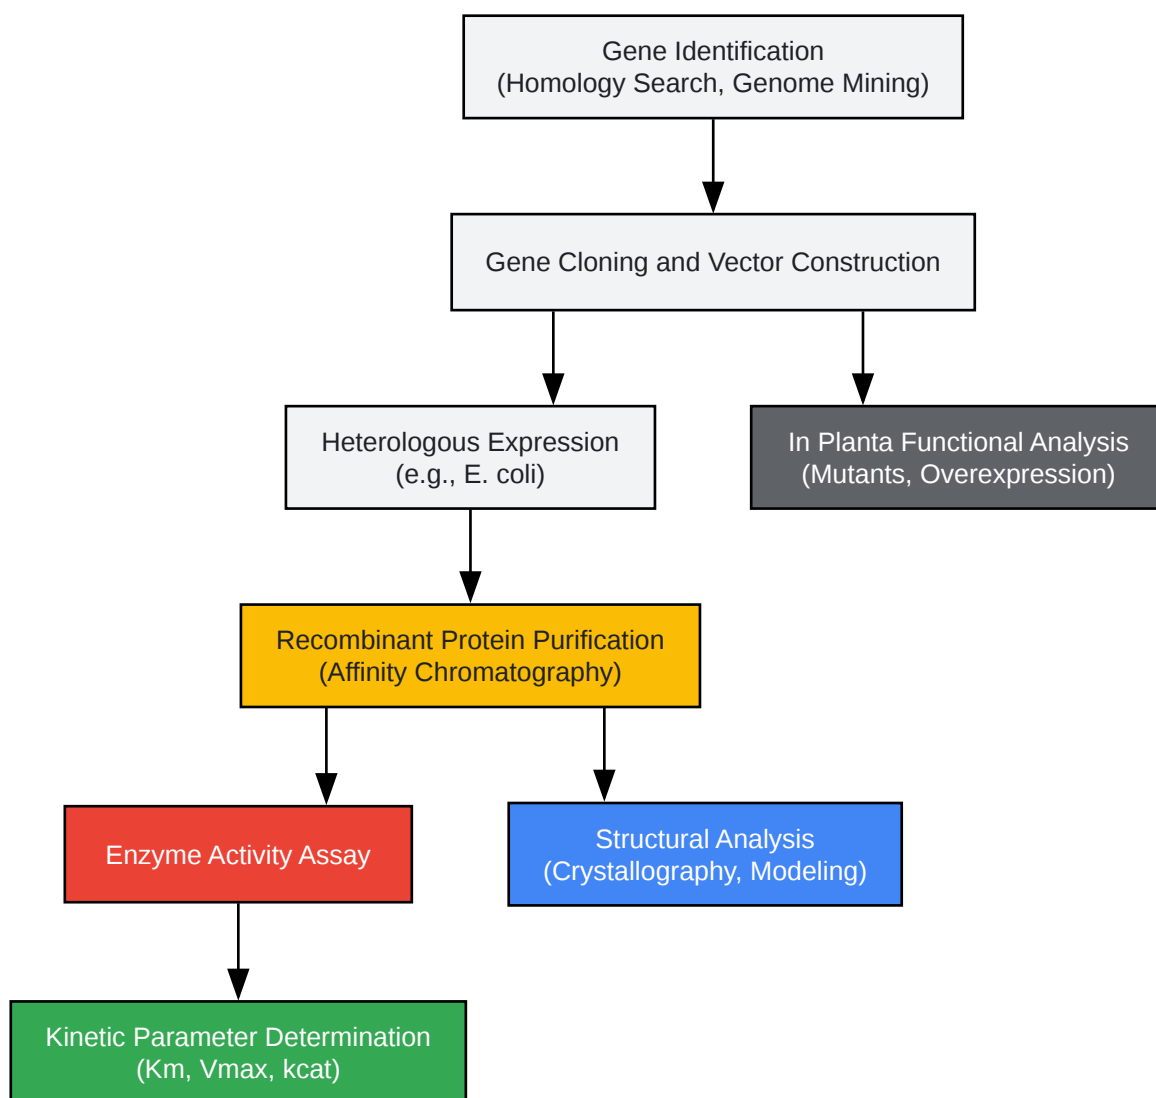 Gene Identification
(Homology Search, Genome Mining)
Gene Cloning and Vector Construction
Heterologous Expression
(e.g., E. coli)
In Planta Functional Analysis
(Mutants, Overexpression)
Recombinant Protein Purification
(Affinity Chromatography)
Enzyme Activity Assay
Structural Analysis
(Crystallography, Modeling)
Kinetic Parameter Determination
(Km, Vmax, kcat)